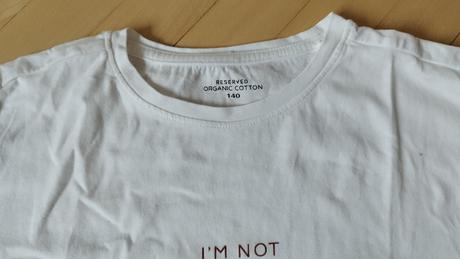 RESERVED
ORGANIC COTTON
140
I'M NOT